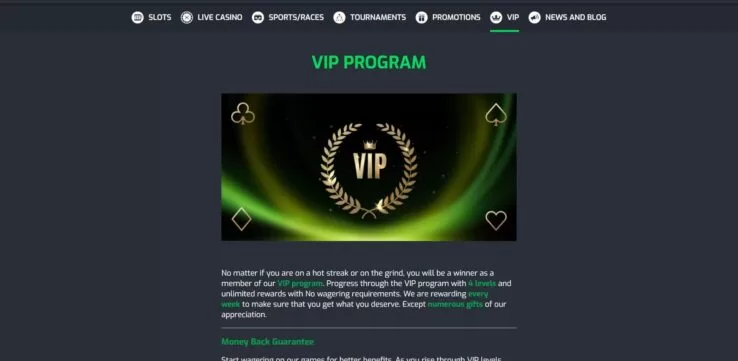 SLOTS LIVE CASINO SPORTS/RACES TOURNAMENTS PROMOTIONS VIP NEWS AND BLOG
VIP PROGRAM
VIP
No matter if you are on a hot streak or on the grind, you will be a winner as a
member of our VIP program. Progress through the VIP program with 4 levels and
unlimited rewards with No wagering requirements. We are rewarding every
week to make sure that you get what you deserve. Except numerous gifts of our
appreciation.
Money Back Guarantee
Start wagering on our games for better benefits. As you rise through VIP levels